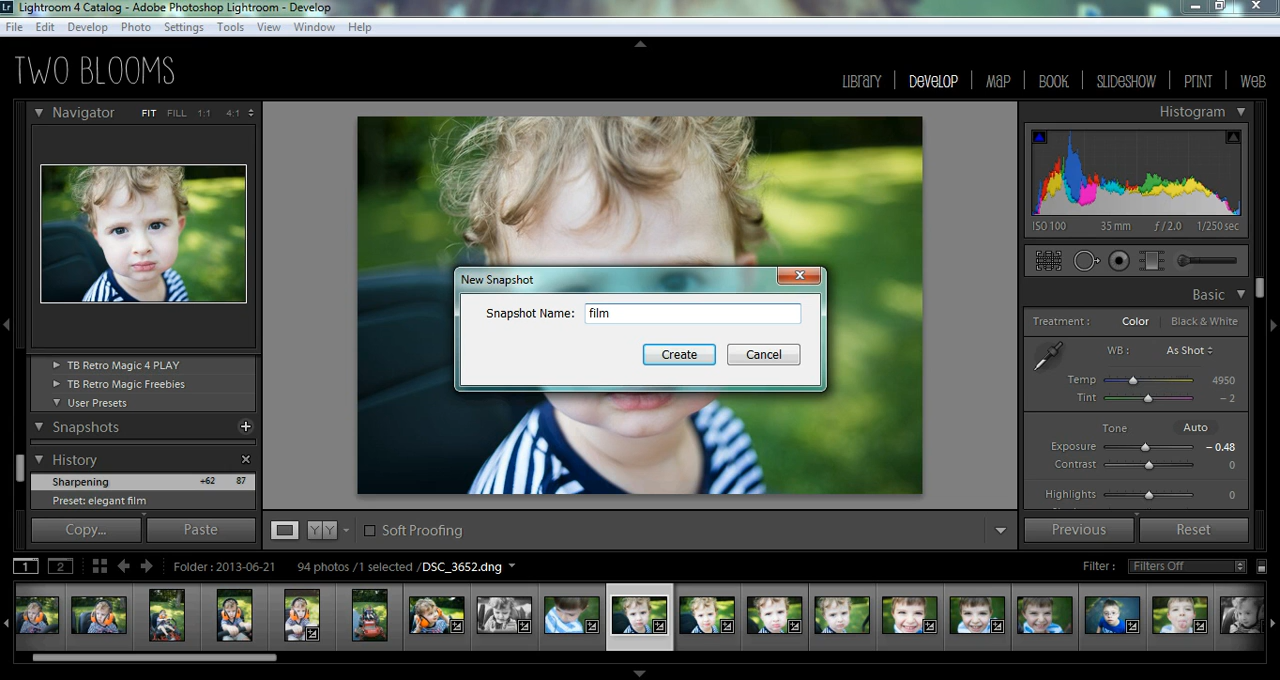 Lightroom 4 Catalog - Adobe Photoshop Lightroom - Develop
File Edit Develop Photo Settings Tools View Window Help
TWO BLOOMS
LIBRARY DEVELOP MAP BOOK SLIDESHOW PRINT WEB
Navigator FIT FILL 1:1 4:1
TB Retro Magic 4 PLAY
TB Retro Magic Freebies
User Presets
Snapshots
History
Sharpening +62 87
Preset: elegant film
Copy... Paste
New Snapshot
Snapshot Name: film
Create Cancel
YY Soft Proofing
Histogram
ISO 100 35 mm ƒ / 2.0 1/250 sec
Basic
Treatment : Color Black & White
WB : As Shot
Temp 4950
Tint – 2
Tone Auto
Exposure – 0.48
Contrast 0
Highlights 0
Previous Reset
1 2 Folder : 2013-06-21 94 photos / 1 selected / DSC_3652.dng Filter : Filters Off